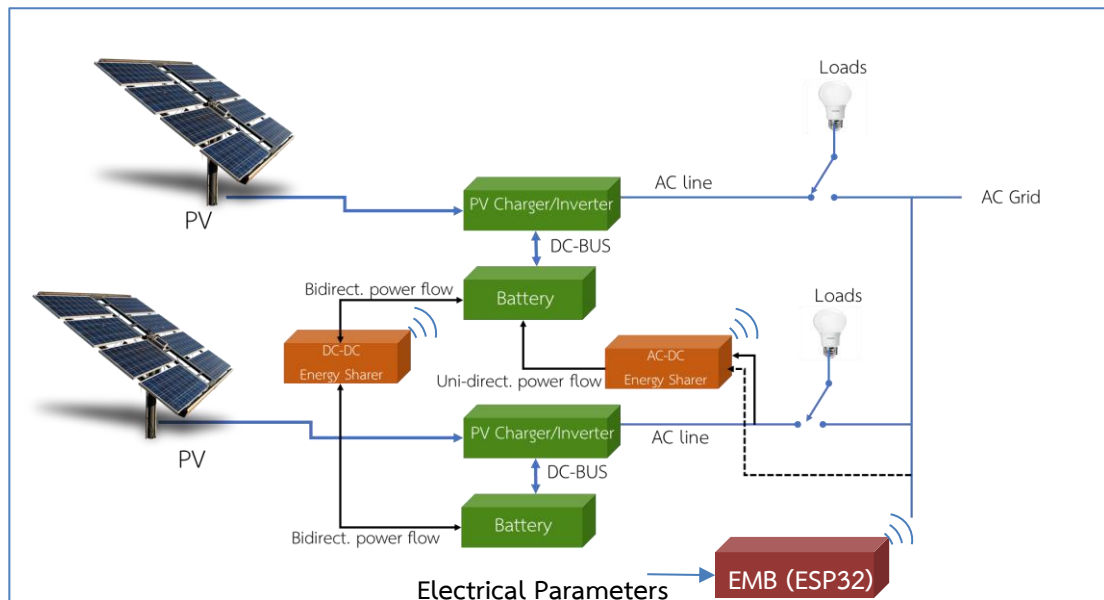 Loads
AC line
AC Grid
PV Charger/Inverter
PV
DC-BUS
Bidirect. power flow
Battery
Loads
DC-DC
Energy Sharer
AC-DC
Energy Sharer
Uni-direct. power flow
PV Charger/Inverter
AC line
PV
DC-BUS
Battery
Bidirect. power flow
Electrical Parameters
EMB (ESP32)